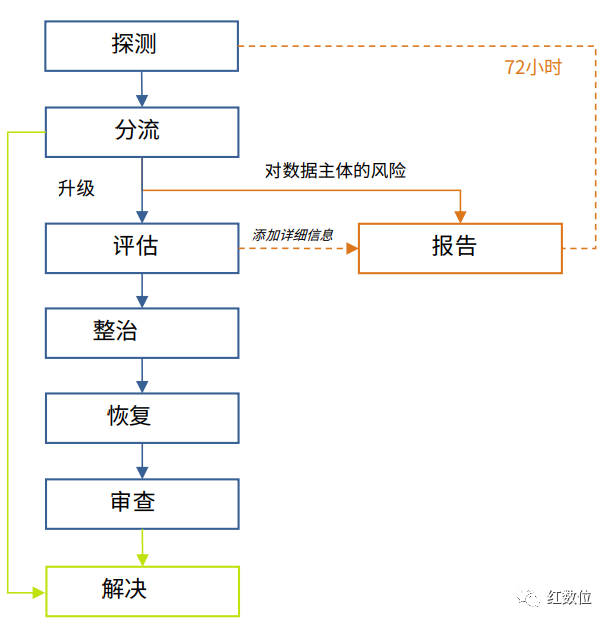 探测
72小时
分流
对数据主体的风险
升级
添加详细信息
评估
报告
整治
恢复
审查
解决
红数位